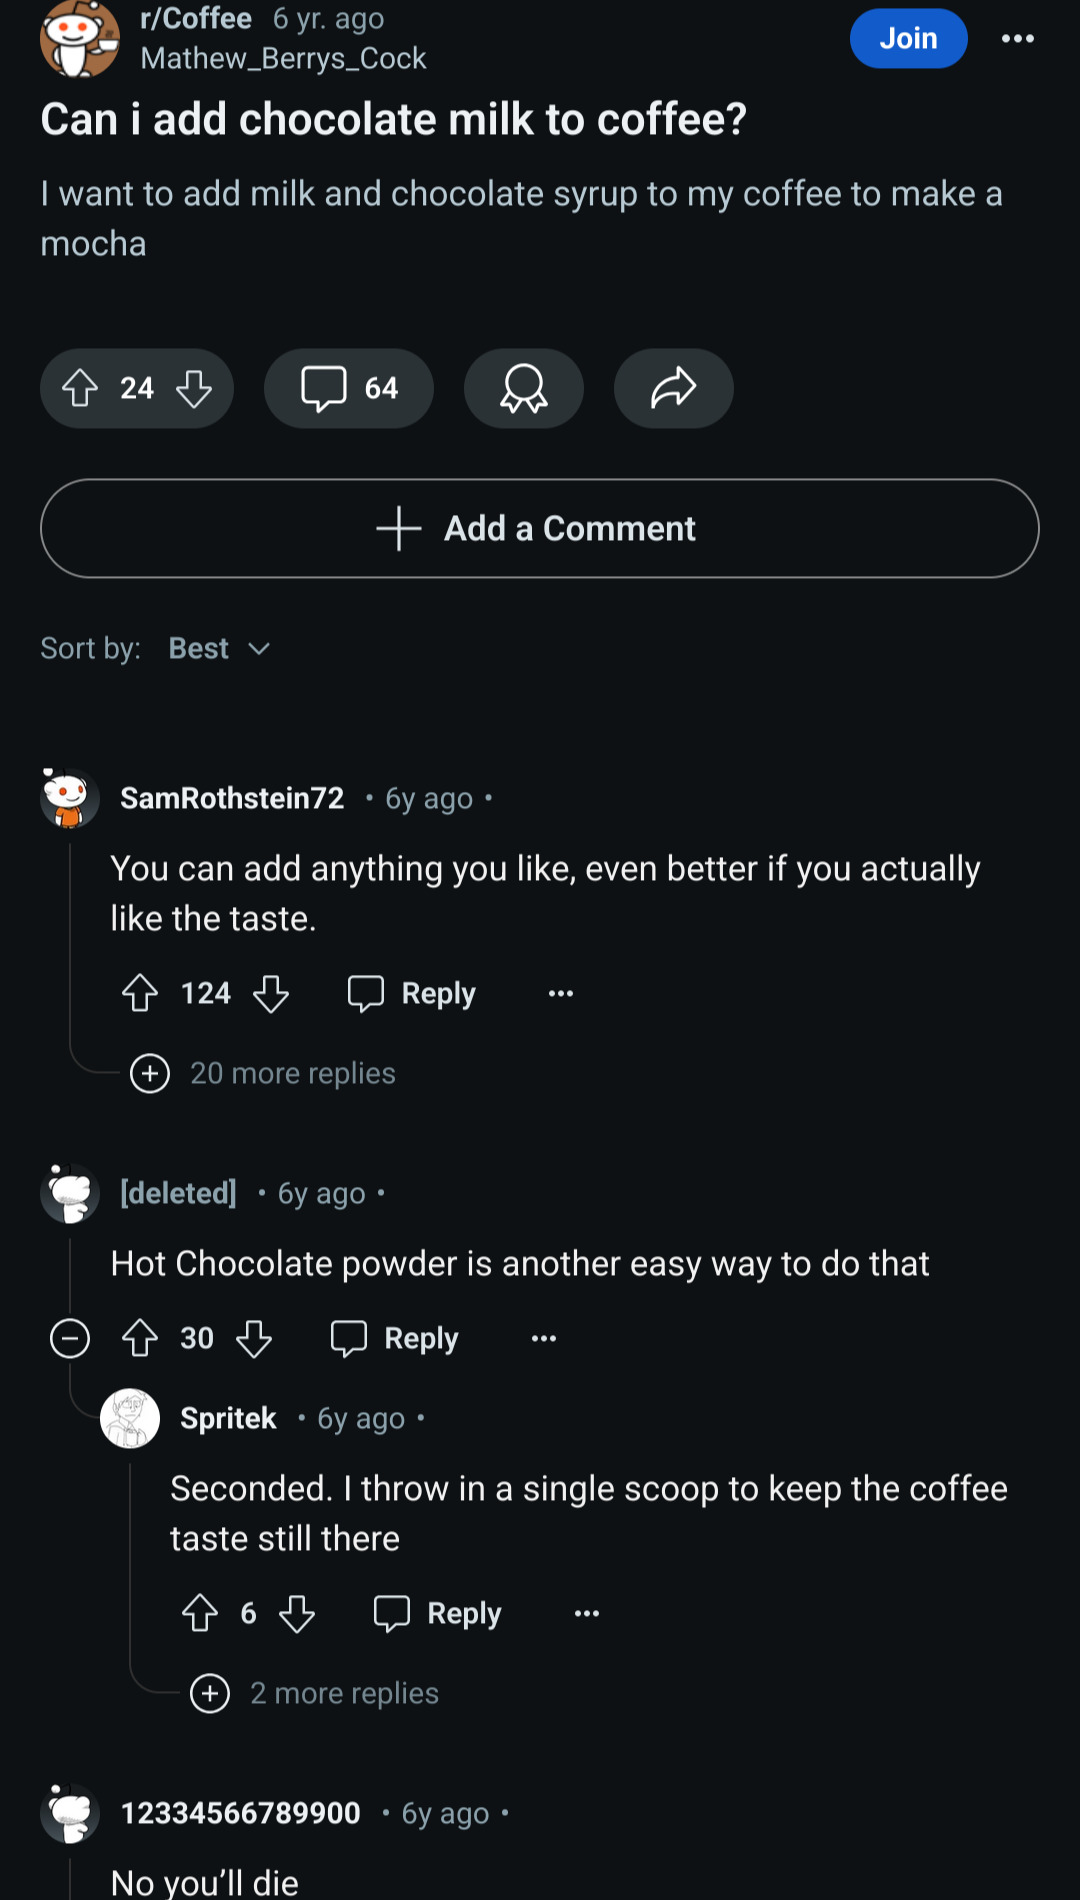 r/Coffee 6 yr. ago
Mathew_Berrys_Cock
Join
Can i add chocolate milk to coffee?
I want to add milk and chocolate syrup to my coffee to make a
mocha
24
64
Add a Comment
Sort by: Best
SamRothstein72 • 6y ago •
You can add anything you like, even better if you actually
like the taste.
124 Reply
20 more replies
[deleted] • 6y ago •
Hot Chocolate powder is another easy way to do that
30 Reply
Spritek • 6y ago •
Seconded. I throw in a single scoop to keep the coffee
taste still there
6 Reply
2 more replies
12334566789900 • 6y ago •
No you’ll die